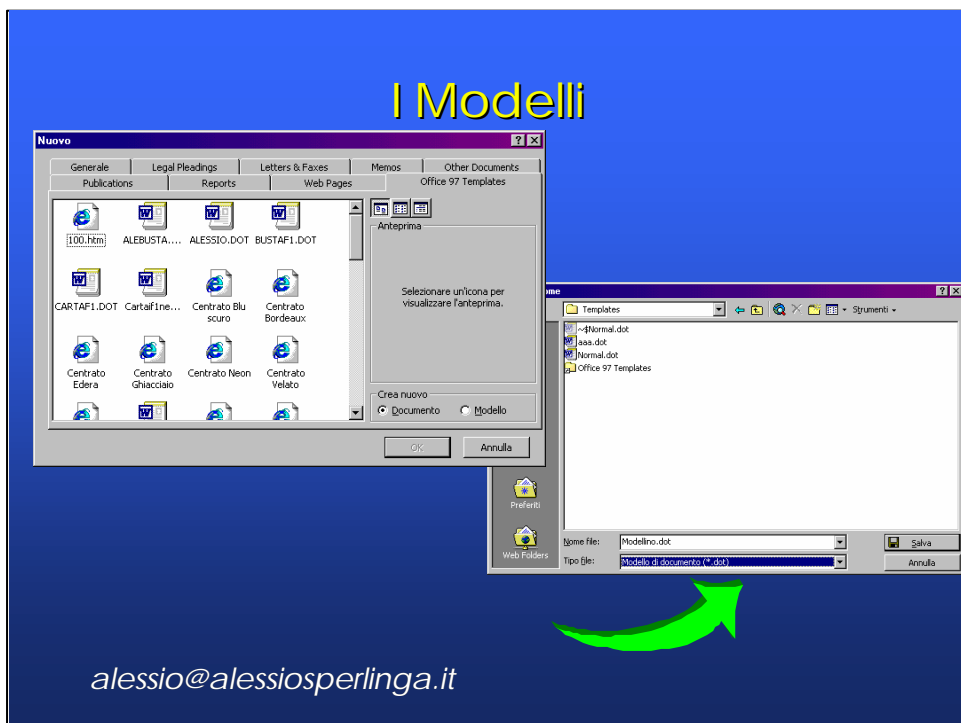 I Modelli
Nuovo
Generale Legal Pleadings Letters & Faxes Memos Other Documents
Publications Reports Web Pages Office 97 Templates
100.htm ALEBUSTA.... ALESSIO.DOT BUSTAF1.DOT
CARTAF1.DOT Cartaif1ne... Centrato Blu scuro Centrato Bordeaux
Centrato Edera Centrato Ghiacciaio Centrato Neon Centrato Velato
Anteprima
Selezionare un'icona per
visualizzare l'anteprima.
Crea nuovo
Documento Modello
OK Annulla
ome
Templates Strumenti
~$Normal.dot
aaa.dot
Normal.dot
Office 97 Templates
Preferiti
Web Folders
Nome file: Modellino.dot Salva
Tipo file: Modello di documento (*.dot) Annulla
alessio@alessiosperlinga.it